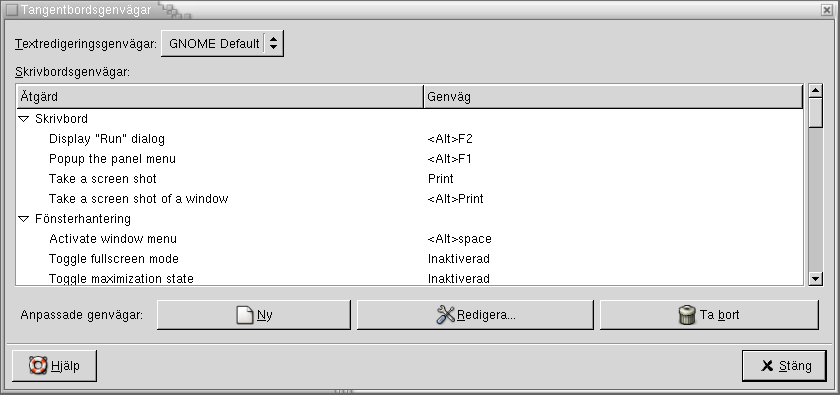 Tangentbordsgenvägar
Textredigeringsgenvägar: GNOME Default
Skrivbordsgenvägar:
Åtgärd Genväg
Skrivbord
Display "Run" dialog <Alt>F2
Popup the panel menu <Alt>F1
Take a screen shot Print
Take a screen shot of a window <Alt>Print
Fönsterhantering
Activate window menu <Alt>space
Toggle fullscreen mode Inaktiverad
Toggle maximization state Inaktiverad
Anpassade genvägar: Ny Redigera... Ta bort
Hjälp Stäng